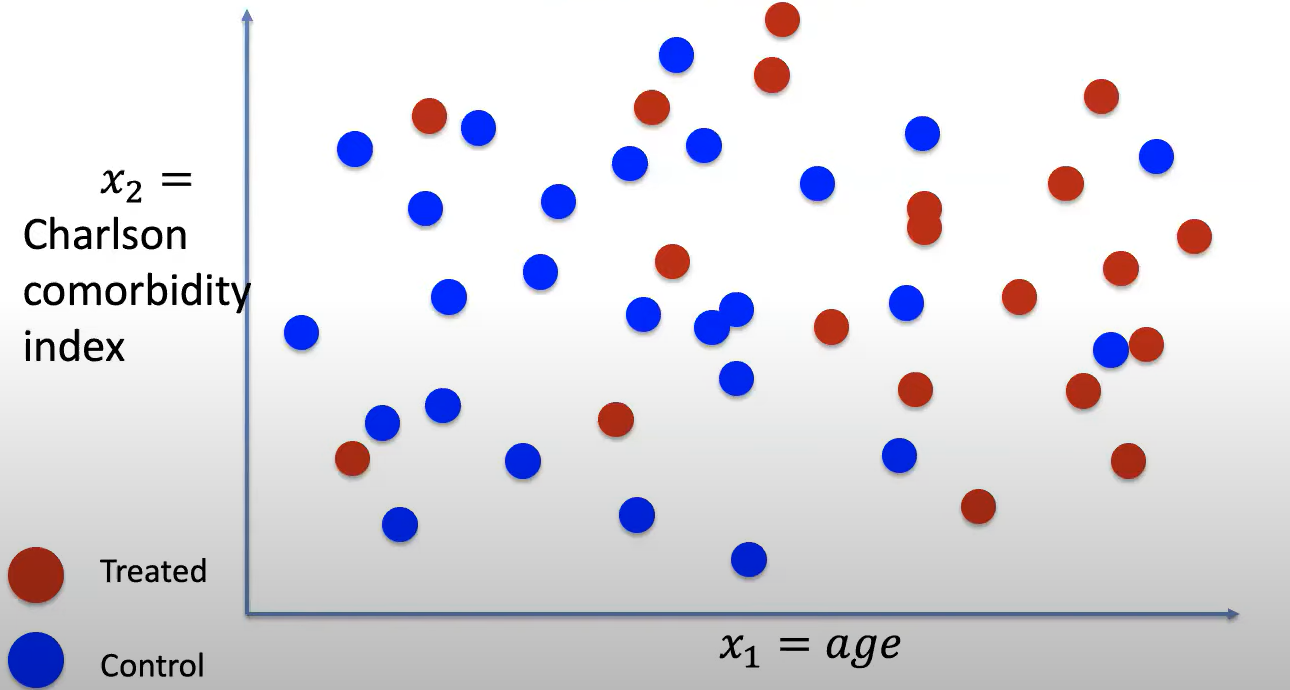 x₂ =
Charlson
comorbidity
index
Treated
Control
x₁ = age